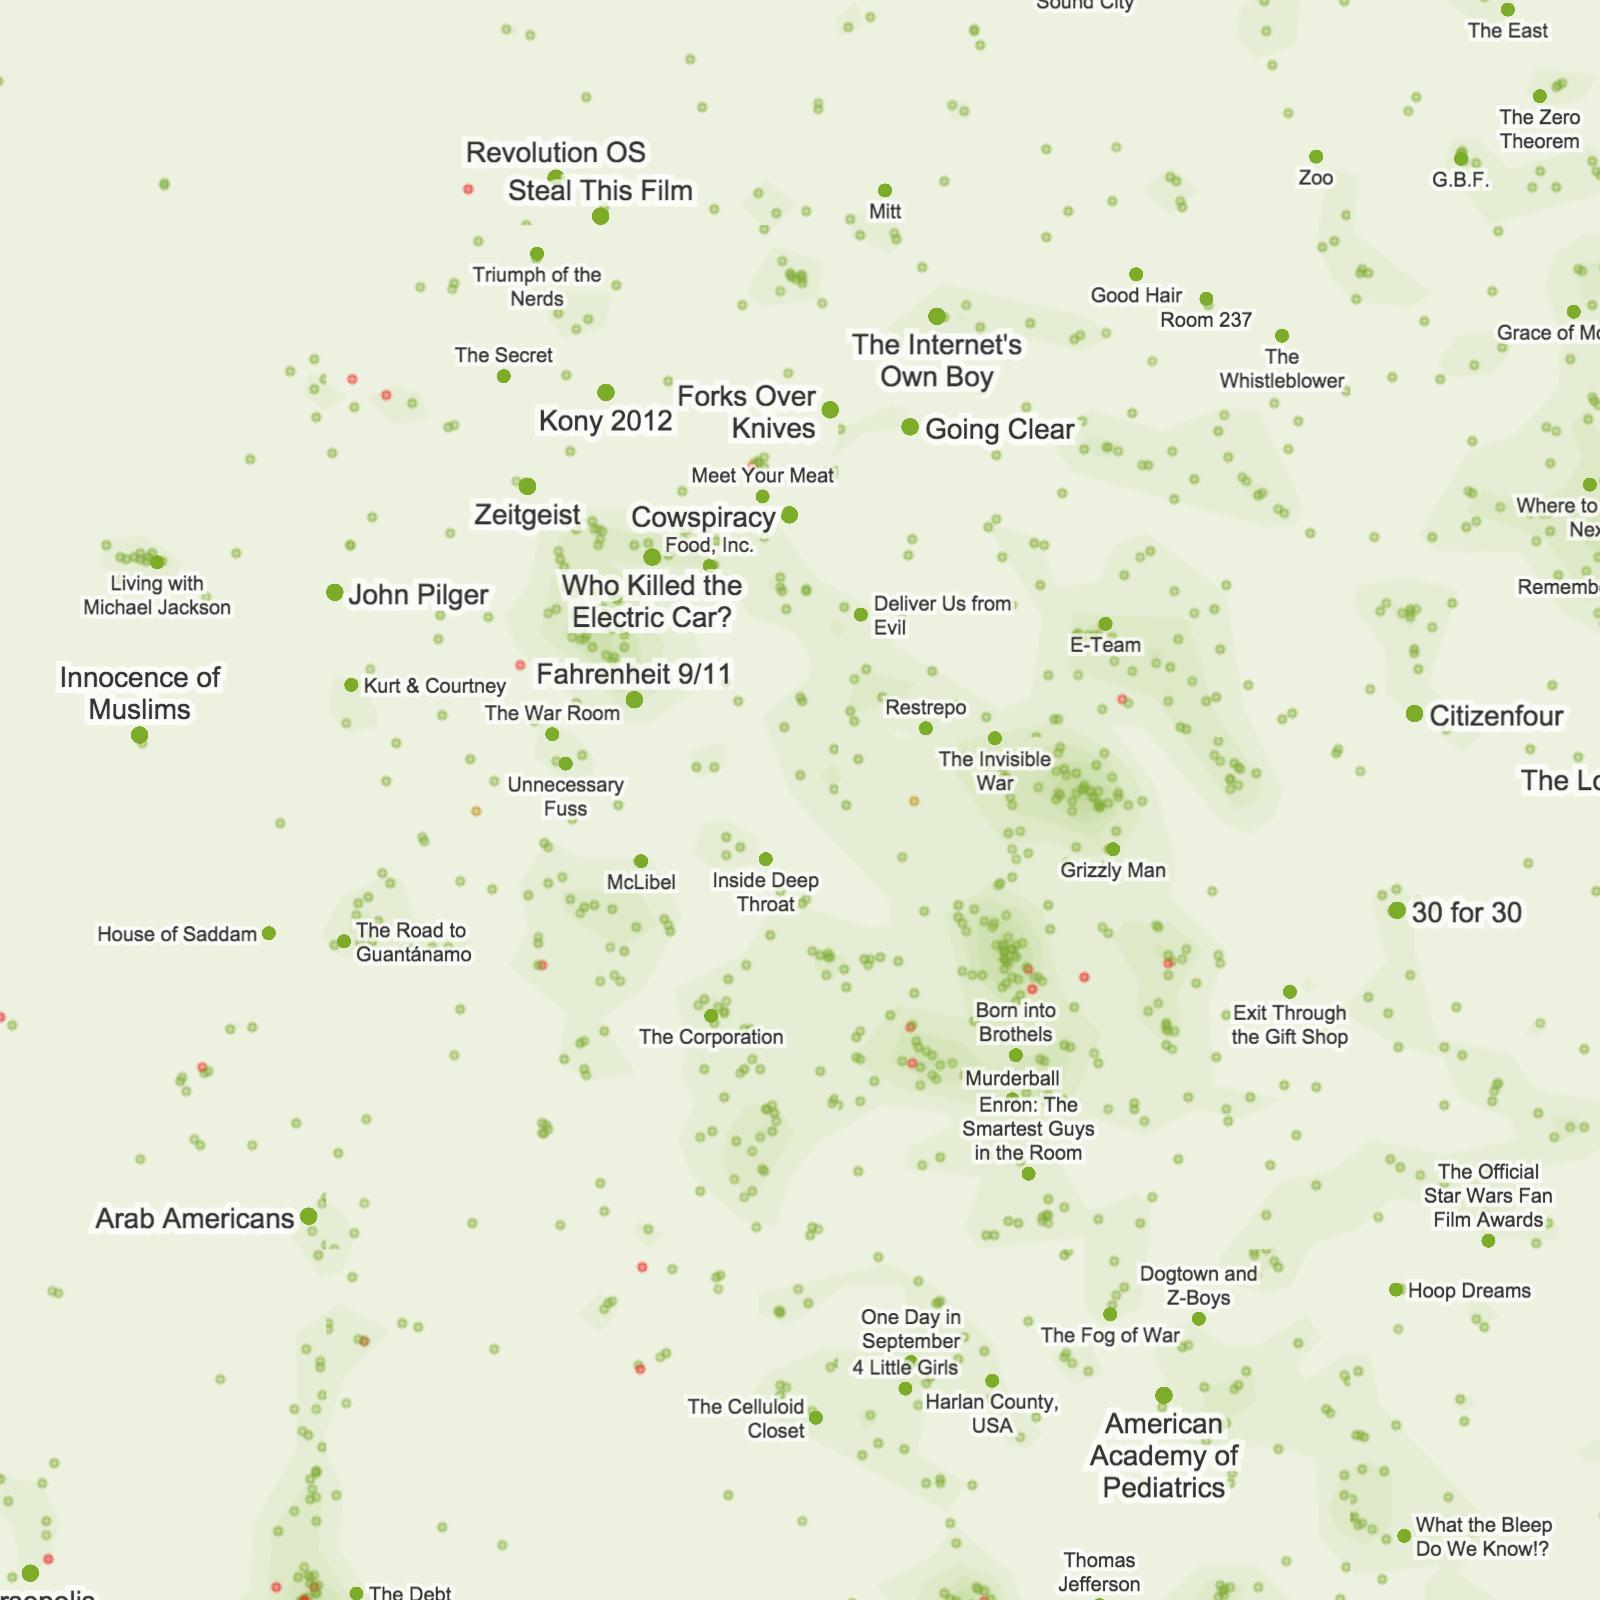 Sound City
The East
The Zero
Theorem
Revolution OS
Zoo
G.B.F.
Steal This Film
Mitt
Triumph of the
Nerds
Good Hair
Room 237
Grace of Mo
The Internet's
Own Boy
The Secret
The
Whistleblower
Forks Over
Knives
Kony 2012
Going Clear
Meet Your Meat
Zeitgeist
Cowspiracy
Where to
Nex
Food, Inc.
Living with
Michael Jackson
John Pilger
Who Killed the
Electric Car?
Rememb
Deliver Us from
Evil
E-Team
Innocence of
Muslims
Kurt & Courtney
Fahrenheit 9/11
The War Room
Restrepo
Citizenfour
The Invisible
War
Unnecessary
Fuss
The Lo
McLibel
Inside Deep
Throat
Grizzly Man
30 for 30
House of Saddam
The Road to
Guantánamo
Born into
Brothels
Exit Through
the Gift Shop
The Corporation
Murderball
Enron: The
Smartest Guys
in the Room
The Official
Star Wars Fan
Film Awards
Arab Americans
Dogtown and
Z-Boys
Hoop Dreams
One Day in
September
The Fog of War
4 Little Girls
The Celluloid
Closet
Harlan County,
USA
American
Academy of
Pediatrics
What the Bleep
Do We Know!?
Thomas
Jefferson
The Debt